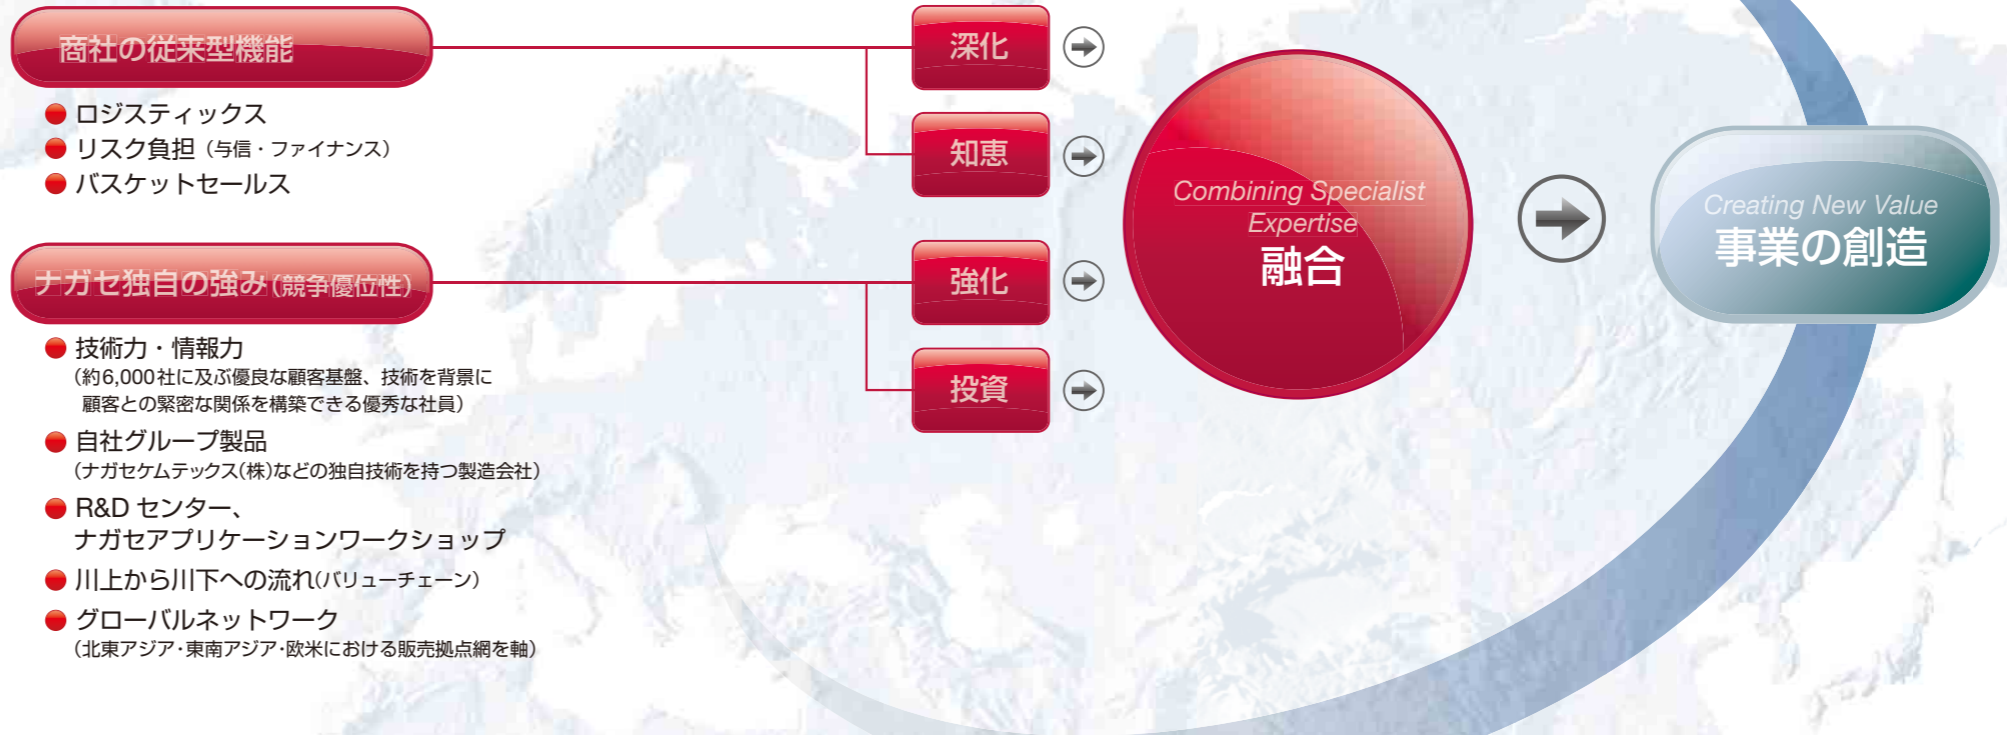 商社の従来型機能
● ロジスティックス
● リスク負担（与信・ファイナンス）
● バスケットセールス
ナガセ独自の強み(競争優位性)
● 技術力・情報力
（約6,000社に及ぶ優良な顧客基盤、技術を背景に
顧客との緊密な関係を構築できる優秀な社員）
● 自社グループ製品
（ナガセケムテックス(株)などの独自技術を持つ製造会社）
● R&D センター、
ナガセアプリケーションワークショップ
● 川上から川下への流れ(バリューチェーン）
● グローバルネットワーク
（北東アジア・東南アジア・欧米における販売拠点網を軸）
深化
知恵
強化
投資
Combining Specialist
Expertise
融合
Creating New Value
事業の創造